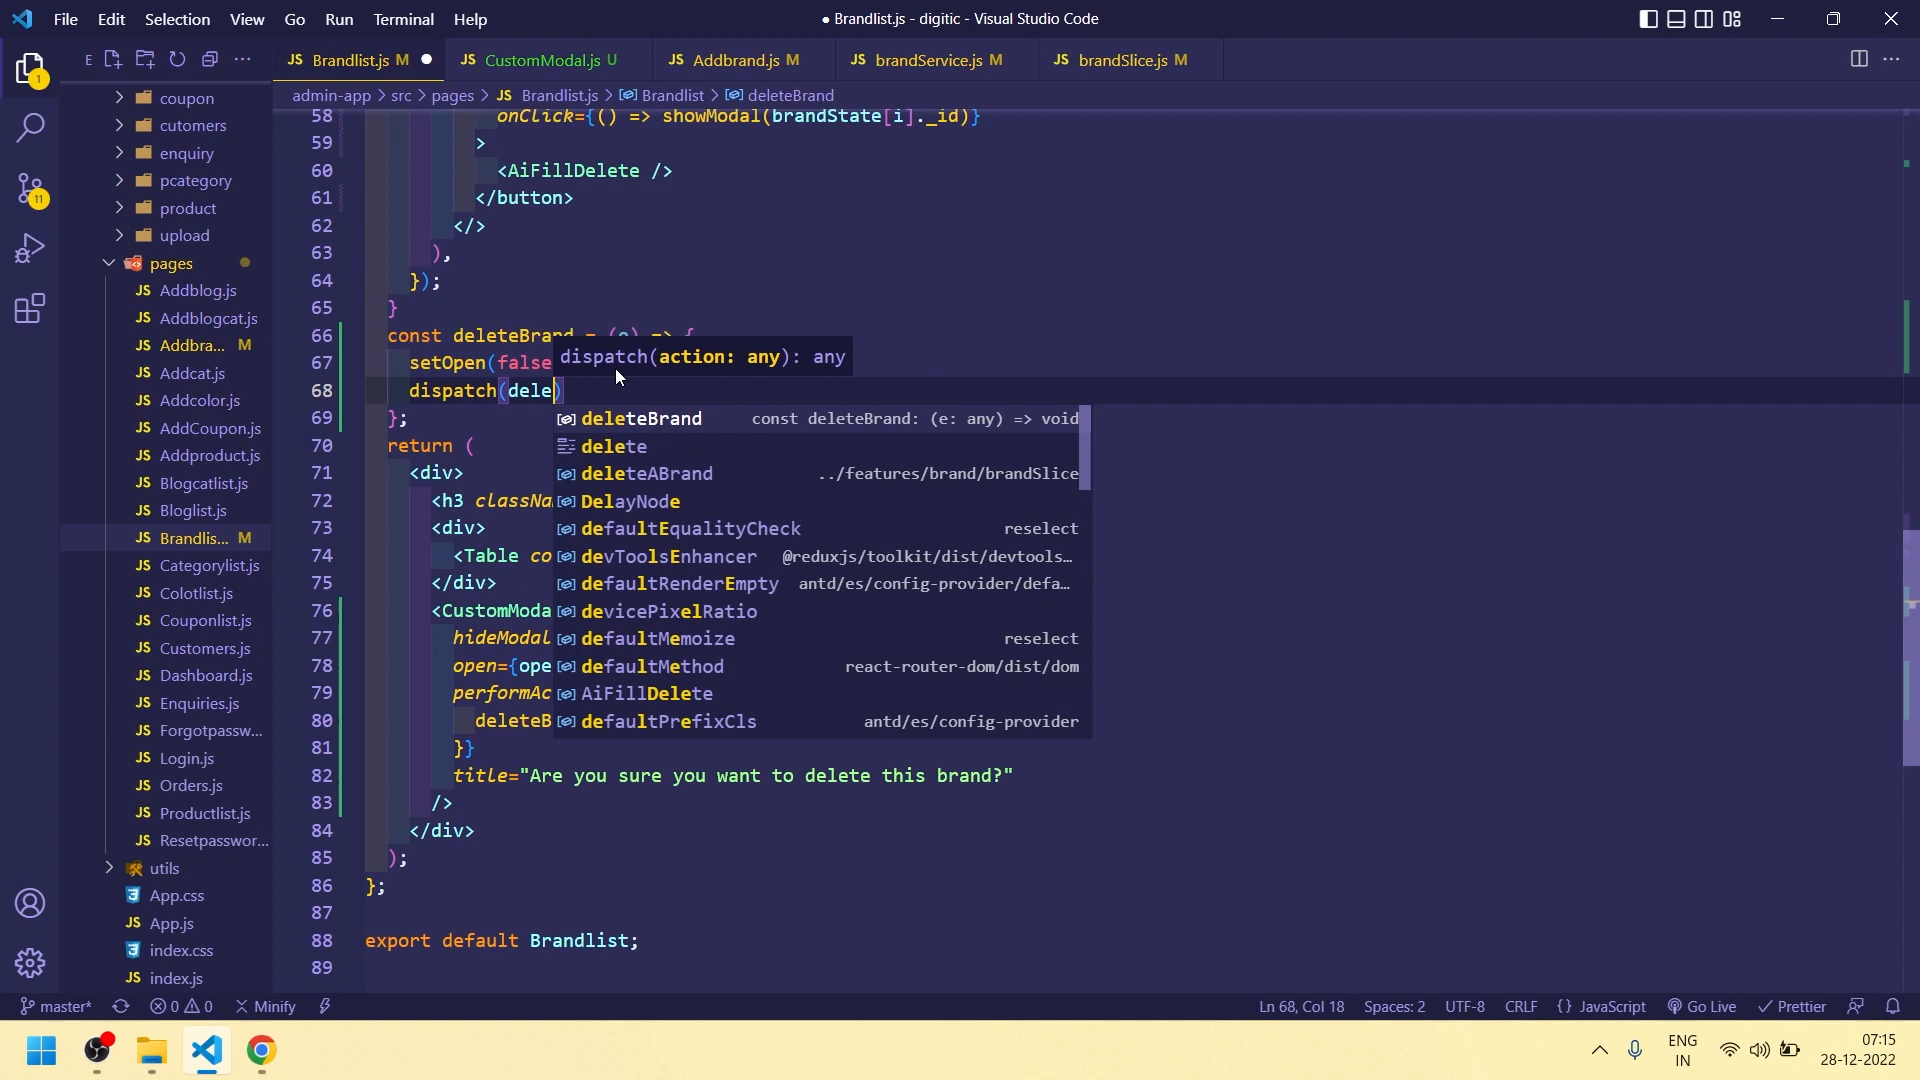 File Edit Selection View Go Run Terminal Help
● Brandlist.js - digitic - Visual Studio Code
E
JS Brandlist.js M
JS CustomModal.js U
JS Addbrand.js M
JS brandService.js M
JS brandSlice.js M
admin-app > src > pages > JS Brandlist.js > Brandlist > deleteBrand
1
11
coupon
cutomers
enquiry
pcategory
product
upload
pages
JS Addblog.js
JS Addblogcat.js
JS Addbra... M
JS Addcat.js
JS Addcolor.js
JS AddCoupon.js
JS Addproduct.js
JS Blogcatlist.js
JS Bloglist.js
JS Brandlis... M
JS Categorylist.js
JS Colotlist.js
JS Couponlist.js
JS Customers.js
JS Dashboard.js
JS Enquiries.js
JS Forgotpassw...
JS Login.js
JS Orders.js
JS Productlist.js
JS Resetpasswor...
utils
App.css
JS App.js
index.css
JS index.js
58 onClick={() => showModal(brandState[i]._id)}
59 >
60 <AiFillDelete />
61 </button>
62 </>
63 ),
64 });
65 }
66 const deleteBrand = (e) => {
67 setOpen(false
68 dispatch(dele)
69 };
70 return (
71 <div>
72 <h3 classNa
73 <div>
74 <Table co
75 </div>
76 <CustomModa
77 hideModal
78 open={ope
79 performAc
80 deleteB
81 }}
82 title="Are you sure you want to delete this brand?"
83 />
84 </div>
85 );
86 };
87
88 export default Brandlist;
89
dispatch(action: any): any
deleteBrand const deleteBrand: (e: any) => void
delete
deleteABrand ../features/brand/brandSlice
DelayNode
defaultEqualityCheck reselect
devToolsEnhancer @reduxjs/toolkit/dist/devtools…
defaultRenderEmpty antd/es/config-provider/defa…
devicePixelRatio
defaultMemoize reselect
defaultMethod react-router-dom/dist/dom
AiFillDelete
defaultPrefixCls antd/es/config-provider
master* 0 0 Minify
Ln 68, Col 18 Spaces: 2 UTF-8 CRLF {} JavaScript Go Live Prettier
ENG
IN
07:15
28-12-2022